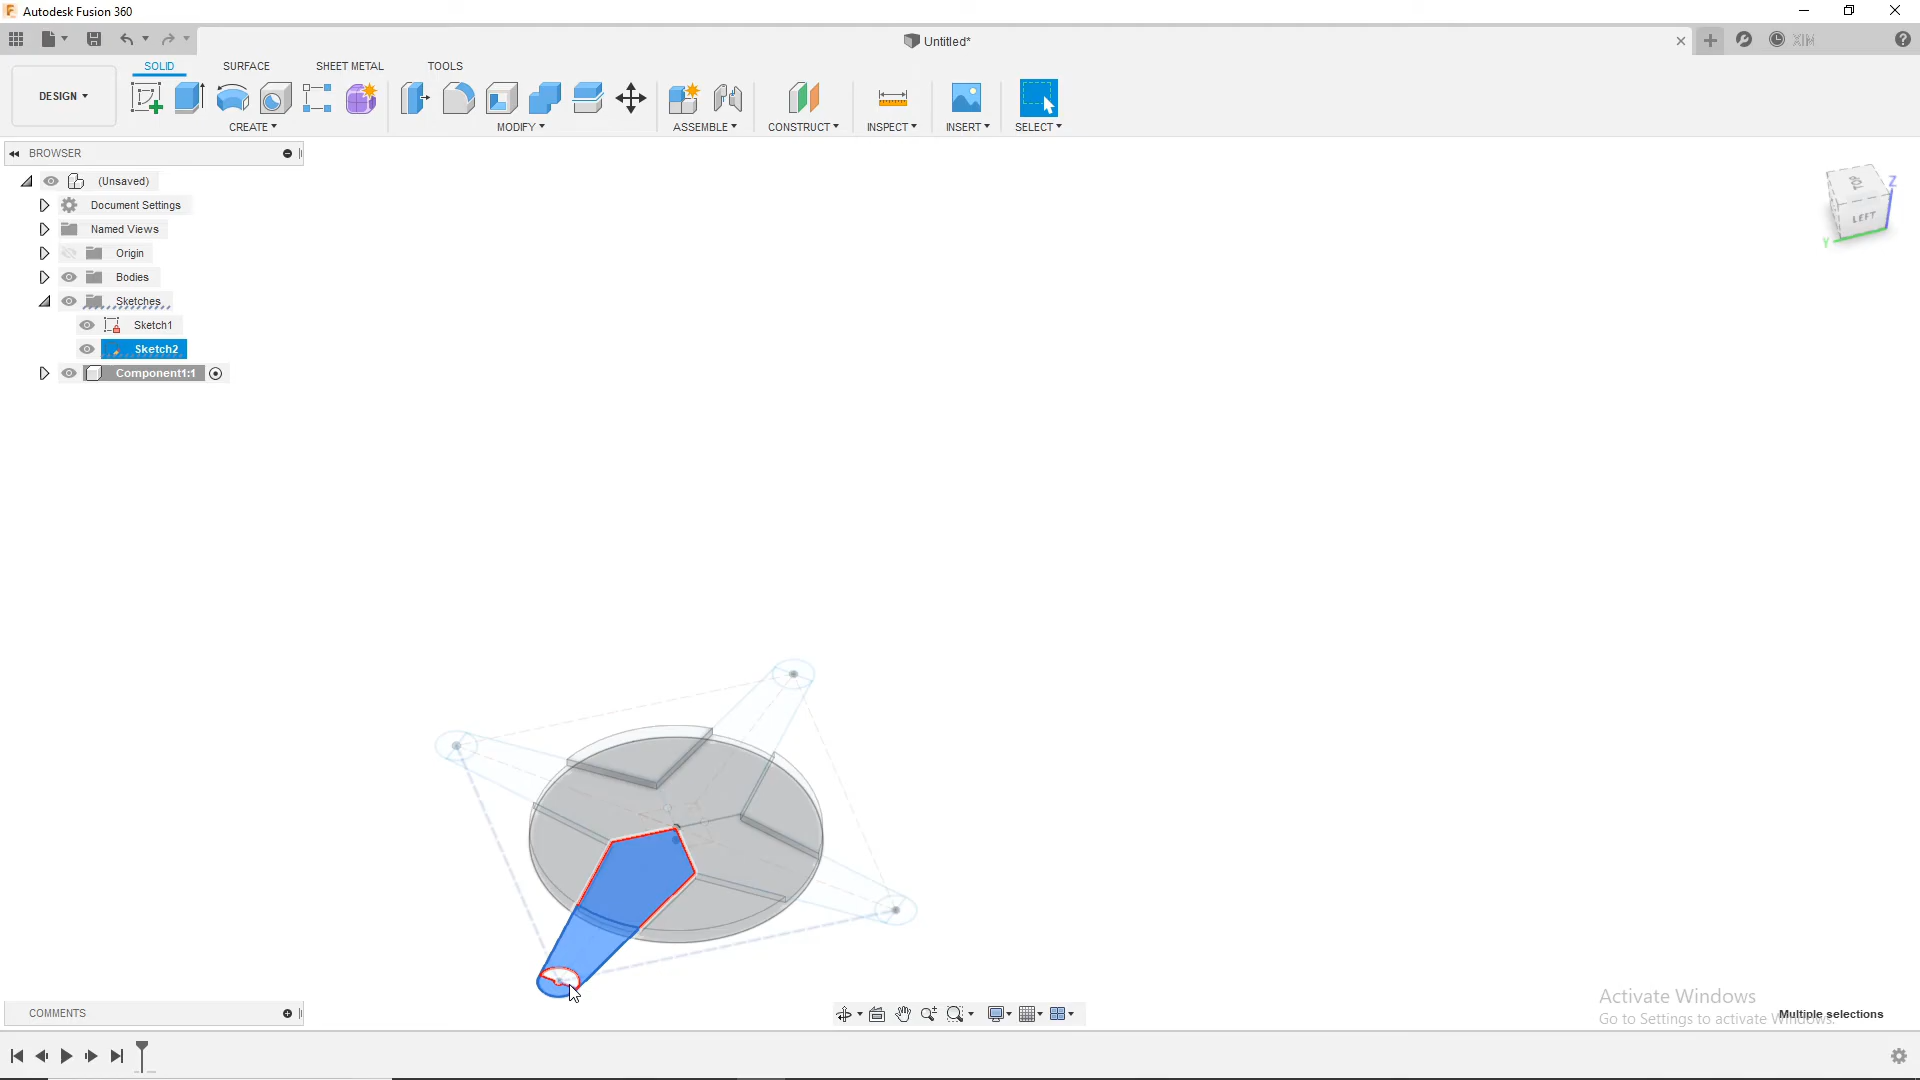 Autodesk Fusion 360
Untitled*
XIM
SOLID
SURFACE
SHEET METAL
TOOLS
DESIGN
CREATE
MODIFY
ASSEMBLE
CONSTRUCT
INSPECT
INSERT
SELECT
BROWSER
(Unsaved)
Document Settings
Named Views
Origin
Bodies
Sketches
Sketch1
Sketch2
Component1:1
TOP
LEFT
Z
Y
COMMENTS
Activate Windows
Go to Settings to activate Windows.
Multiple selections